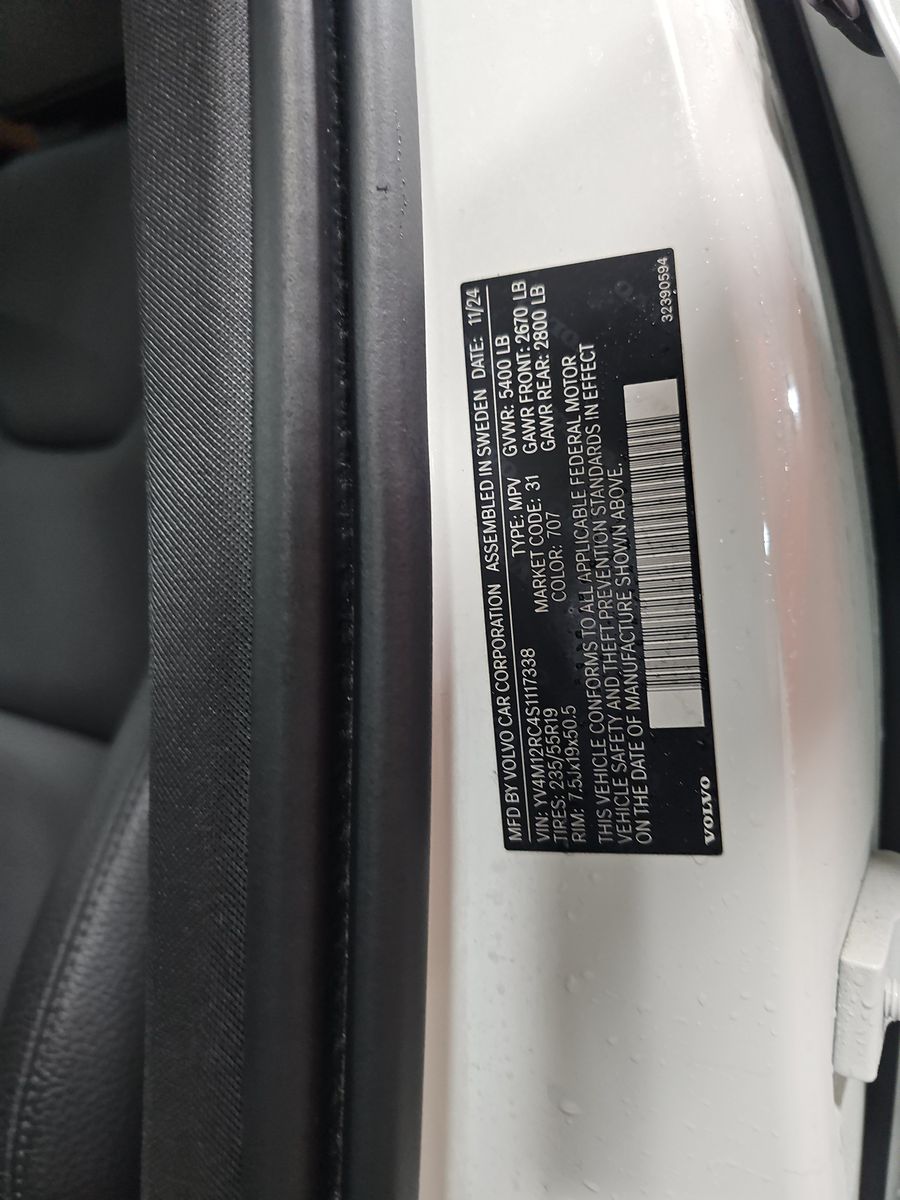 MFD BY VOLVO CAR CORPORATION ASSEMBLED IN SWEDEN DATE: 11/24
VIN: YV4M12RC4S1117338 TYPE: MPV GVWR: 5400 LB
TIRES: 235/55R19 MARKET CODE: 31 GAWR FRONT: 2670 LB
RIM: 7.5Jx19x50.5 COLOR: 707 GAWR REAR: 2800 LB
THIS VEHICLE CONFORMS TO ALL APPLICABLE FEDERAL MOTOR
VEHICLE SAFETY AND THEFT PREVENTION STANDARDS IN EFFECT
ON THE DATE OF MANUFACTURE SHOWN ABOVE.
VOLVO
32390594